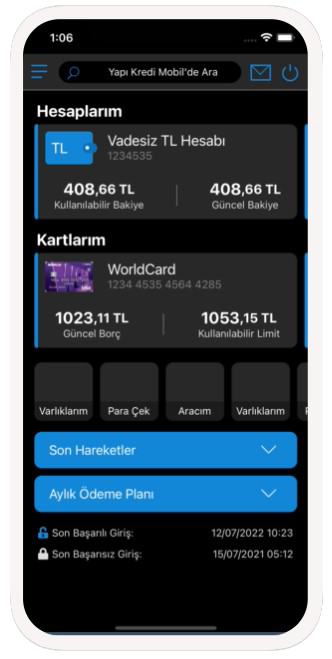 1:06
Yapı Kredi Mobil'de Ara
Hesaplarım
TL
Vadesiz TL Hesabı
1234535
408,66 TL
408,66 TL
Kullanılabilir Bakiye
Güncel Bakiye
Kartlarım
WorldCard
1234 4535 4564 4285
1023,11 TL
1053,15 TL
Güncel Borç
Kullanılabilir Limit
Varlıklarım
Para Çek
Aracım
Varlıklarım
Son Hareketler
Aylık Ödeme Planı
Son Başarılı Giriş:
12/07/2022 10:23
Son Başarısız Giriş:
15/07/2021 05:12